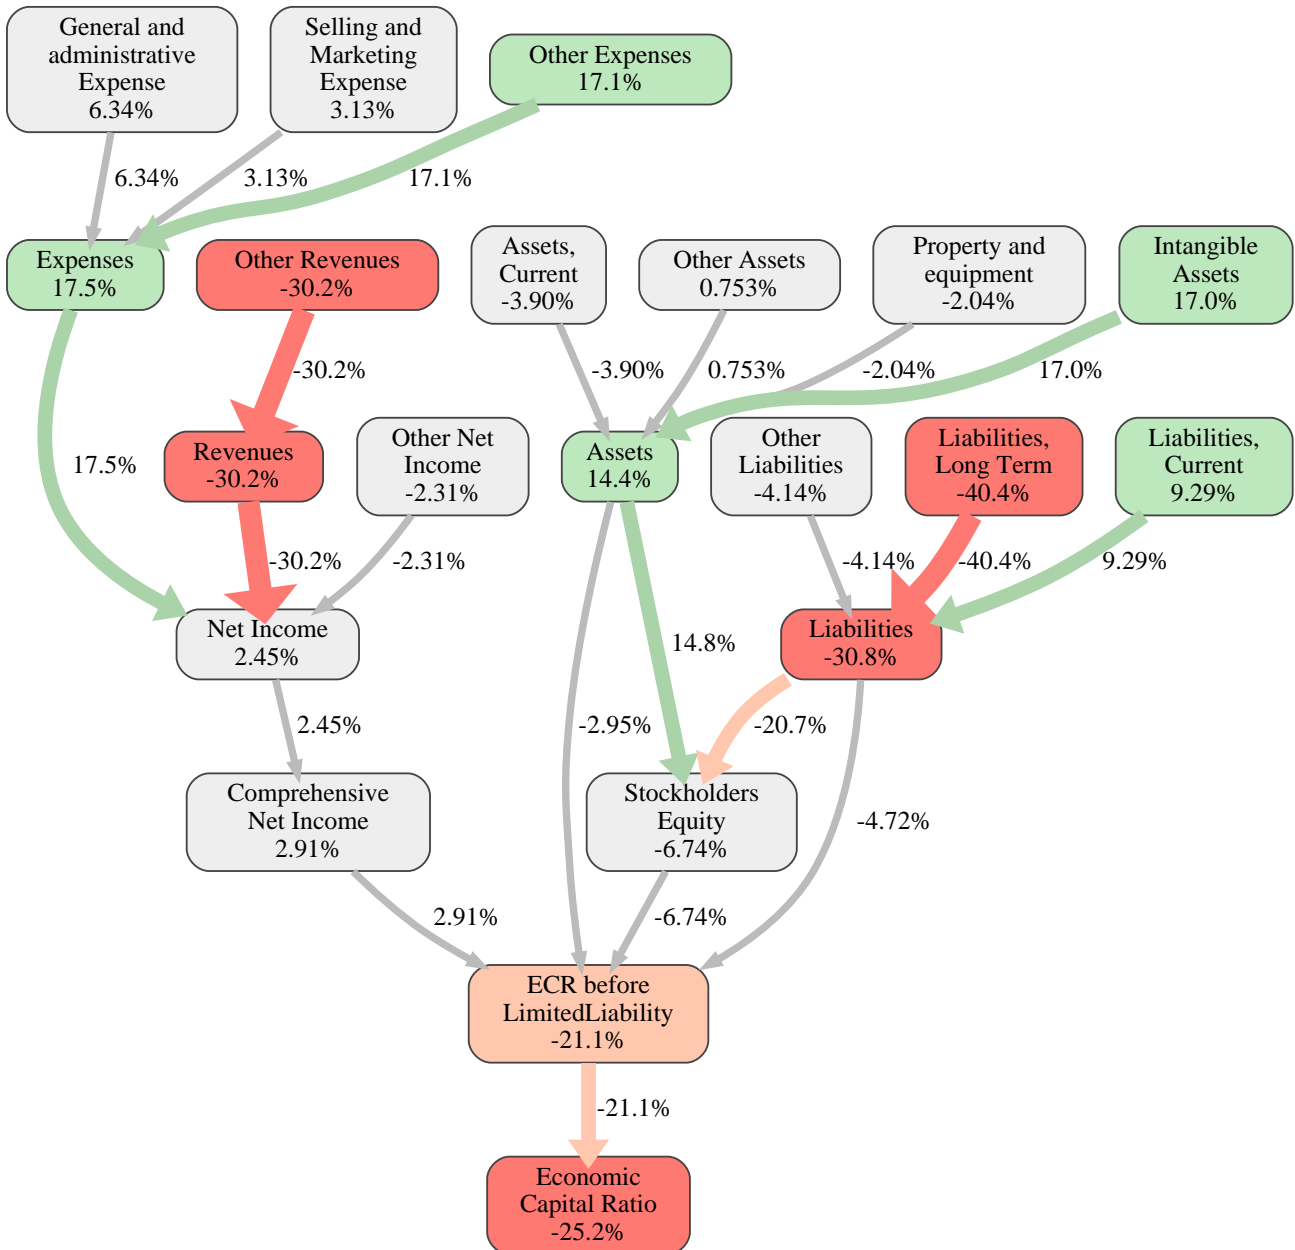 General and
administrative
Expense
6.34%
Selling and
Marketing
Expense
3.13%
Other Expenses
17.1%
6.34%
3.13%
17.1%
Expenses
17.5%
Other Revenues
-30.2%
Assets,
Current
-3.90%
Other Assets
0.753%
Property and
equipment
-2.04%
Intangible
Assets
17.0%
-30.2%
-3.90%
0.753%
-2.04%
17.0%
17.5%
Revenues
-30.2%
Other Net
Income
-2.31%
Assets
14.4%
Other
Liabilities
-4.14%
Liabilities,
Long Term
-40.4%
Liabilities,
Current
9.29%
-30.2%
-2.31%
-4.14%
-40.4%
9.29%
Net Income
2.45%
14.8%
Liabilities
-30.8%
2.45%
-2.95%
-20.7%
Comprehensive
Net Income
2.91%
Stockholders
Equity
-6.74%
-4.72%
2.91%
-6.74%
ECR before
LimitedLiability
-21.1%
-21.1%
Economic
Capital Ratio
-25.2%